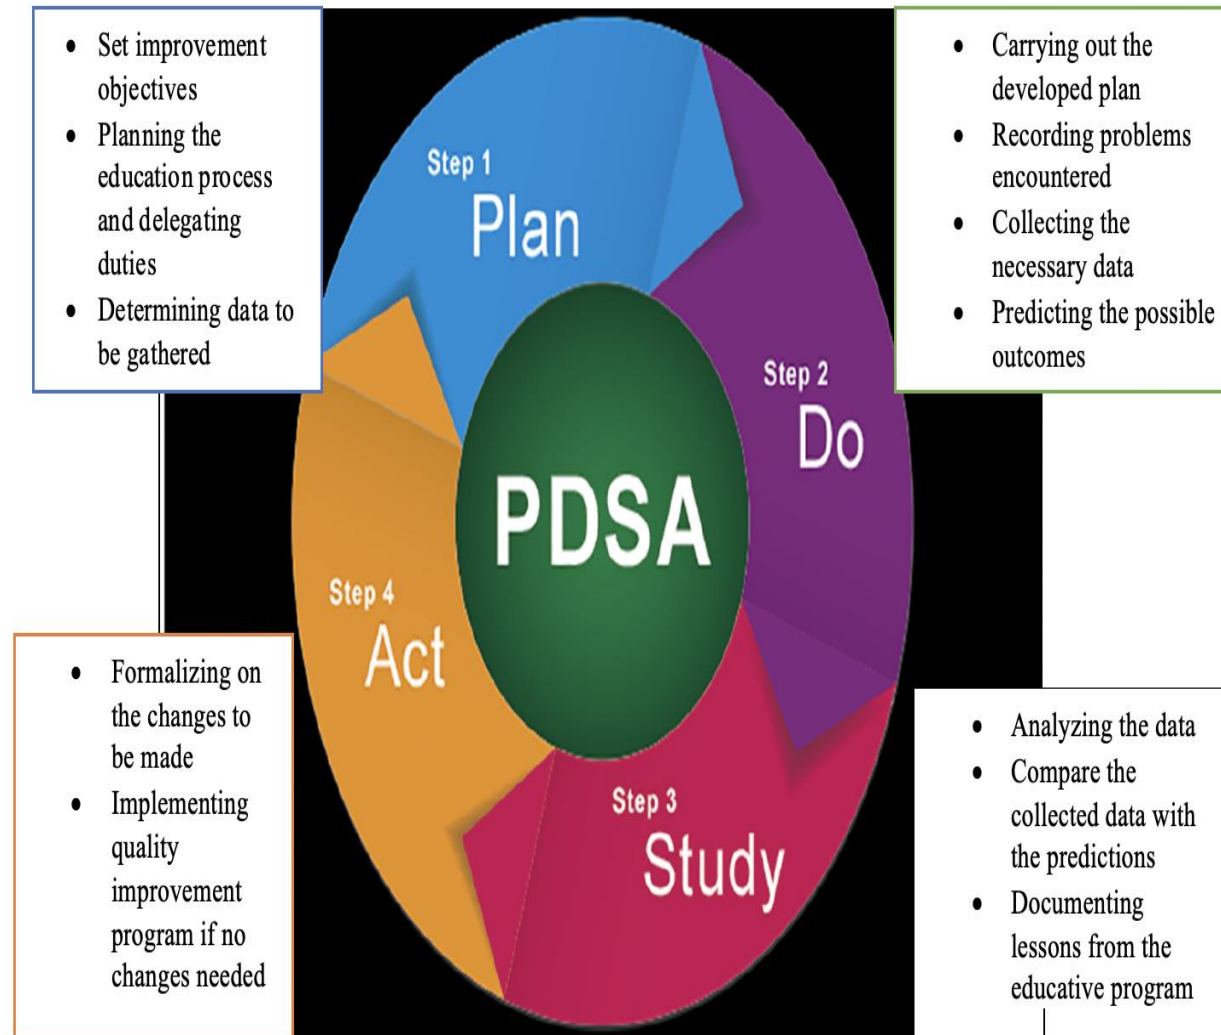 • Set improvement
objectives
• Planning the
education process
and delegating
duties
• Determining data to
be gathered
• Carrying out the
developed plan
• Recording problems
encountered
• Collecting the
necessary data
• Predicting the possible
outcomes
Step 1
Plan
Step 2
Do
PDSA
Step 4
Act
Step 3
Study
• Formalizing on
the changes to
be made
• Implementing
quality
improvement
program if no
changes needed
• Analyzing the data
• Compare the
collected data with
the predictions
• Documenting
lessons from the
educative program